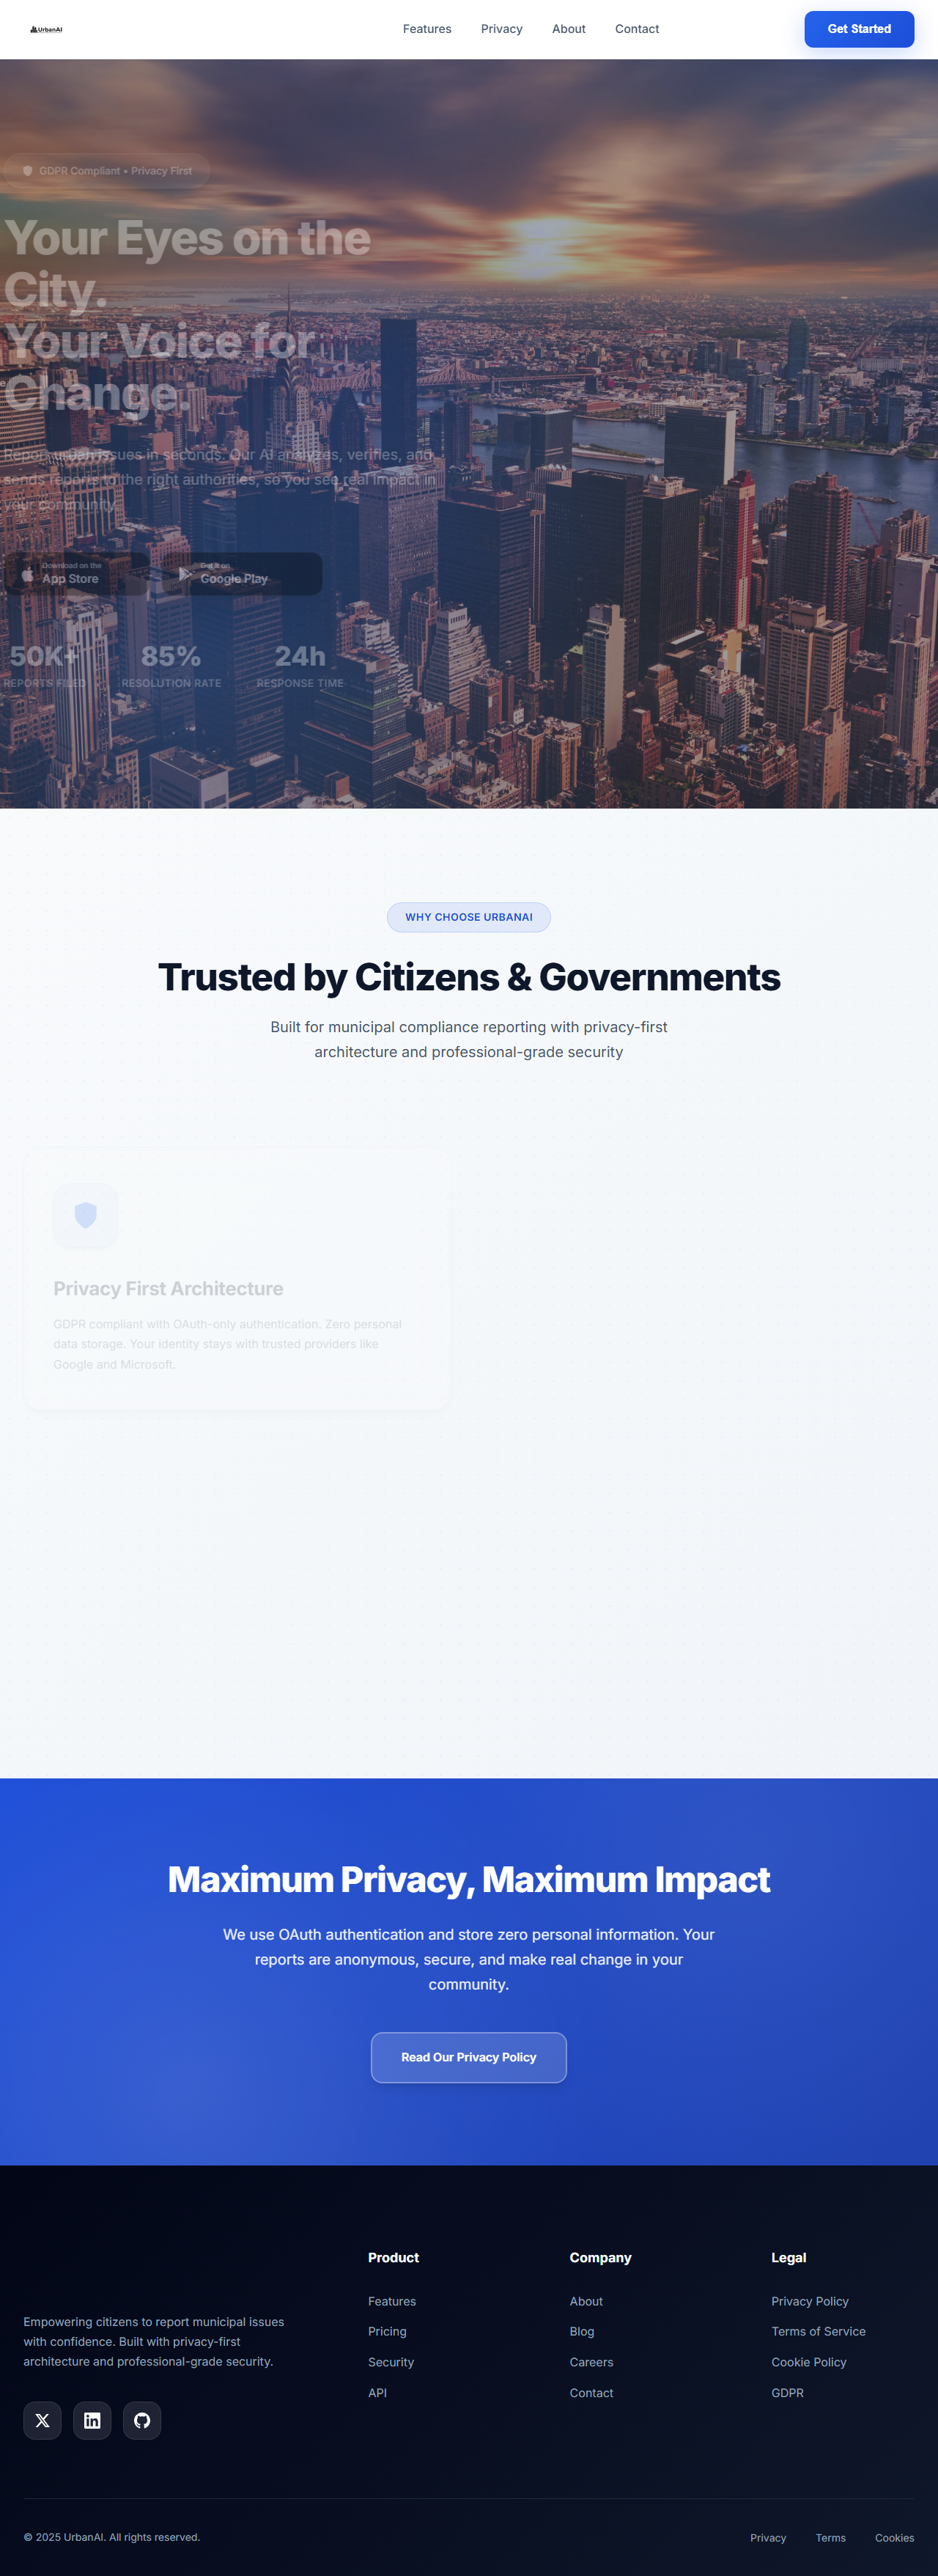 UrbanAI
Features
Privacy
About
Contact
Get Started
GDPR Compliant • Privacy First
Your Eyes on the
City.
Your Voice for
Change.
Report urban issues in seconds. Our AI analyzes, verifies, and
sends reports to the right authorities, so you see real impact in
your community.
Download on the
App Store
Get it on
Google Play
50K+
REPORTS FILED
85%
RESOLUTION RATE
24h
RESPONSE TIME
WHY CHOOSE URBANAI
Trusted by Citizens & Governments
Built for municipal compliance reporting with privacy-first
architecture and professional-grade security
Privacy First Architecture
GDPR compliant with OAuth-only authentication. Zero personal
data storage. Your identity stays with trusted providers like
Google and Microsoft.
Maximum Privacy, Maximum Impact
We use OAuth authentication and store zero personal information. Your
reports are anonymous, secure, and make real change in your
community.
Read Our Privacy Policy
Empowering citizens to report municipal issues
with confidence. Built with privacy-first
architecture and professional-grade security.
Product
Features
Pricing
Security
API
Company
About
Blog
Careers
Contact
Legal
Privacy Policy
Terms of Service
Cookie Policy
GDPR
© 2025 UrbanAI. All rights reserved.
Privacy
Terms
Cookies